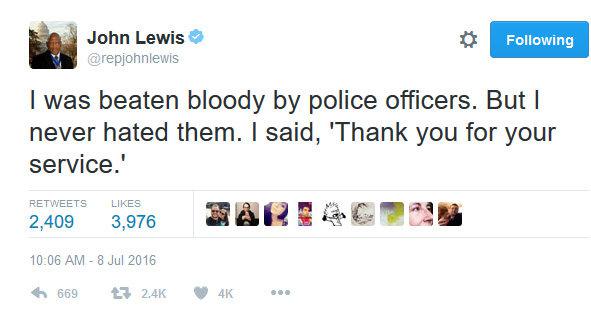 John Lewis
@repjohnlewis
Following
I was beaten bloody by police officers. But I
never hated them. I said, 'Thank you for your
service.'
RETWEETS LIKES
2,409 3,976
10:06 AM - 8 Jul 2016
669 2.4K 4K